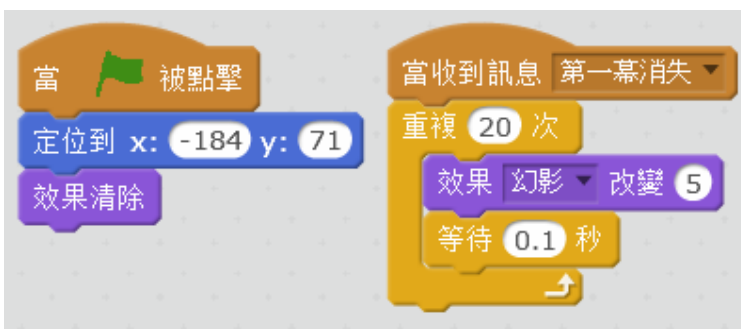 當 被點擊
定位到 x: -184 y: 71
效果清除
當收到訊息 第一幕消失
重複 20 次
效果 幻影 改變 5
等待 0.1 秒